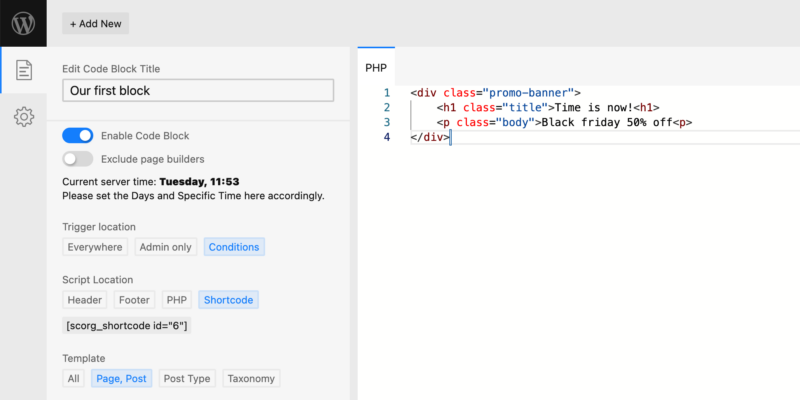 + Add New
Edit Code Block Title
Our first block
Enable Code Block
Exclude page builders
Current server time: Tuesday, 11:53
Please set the Days and Specific Time here accordingly.
Trigger location
Everywhere Admin only Conditions
Script Location
Header Footer PHP Shortcode
[scorg_shortcode id="6"]
Template
All Page, Post Post Type Taxonomy
PHP
1 <div class="promo-banner">
2 <h1 class="title">Time is now!<h1>
3 <p class="body">Black friday 50% off<p>
4 </div>